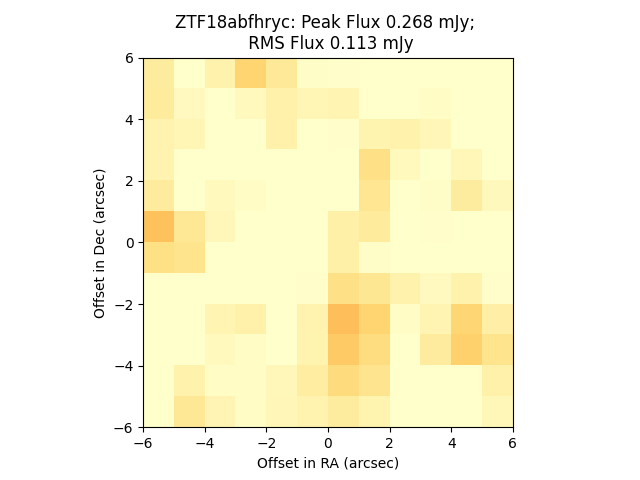 ZTF18abfhryc: Peak Flux 0.268 mJy;
RMS Flux 0.113 mJy
6
4
2
0
−2
−4
−6
Offset in Dec (arcsec)
−6 −4 −2 0 2 4 6
Offset in RA (arcsec)